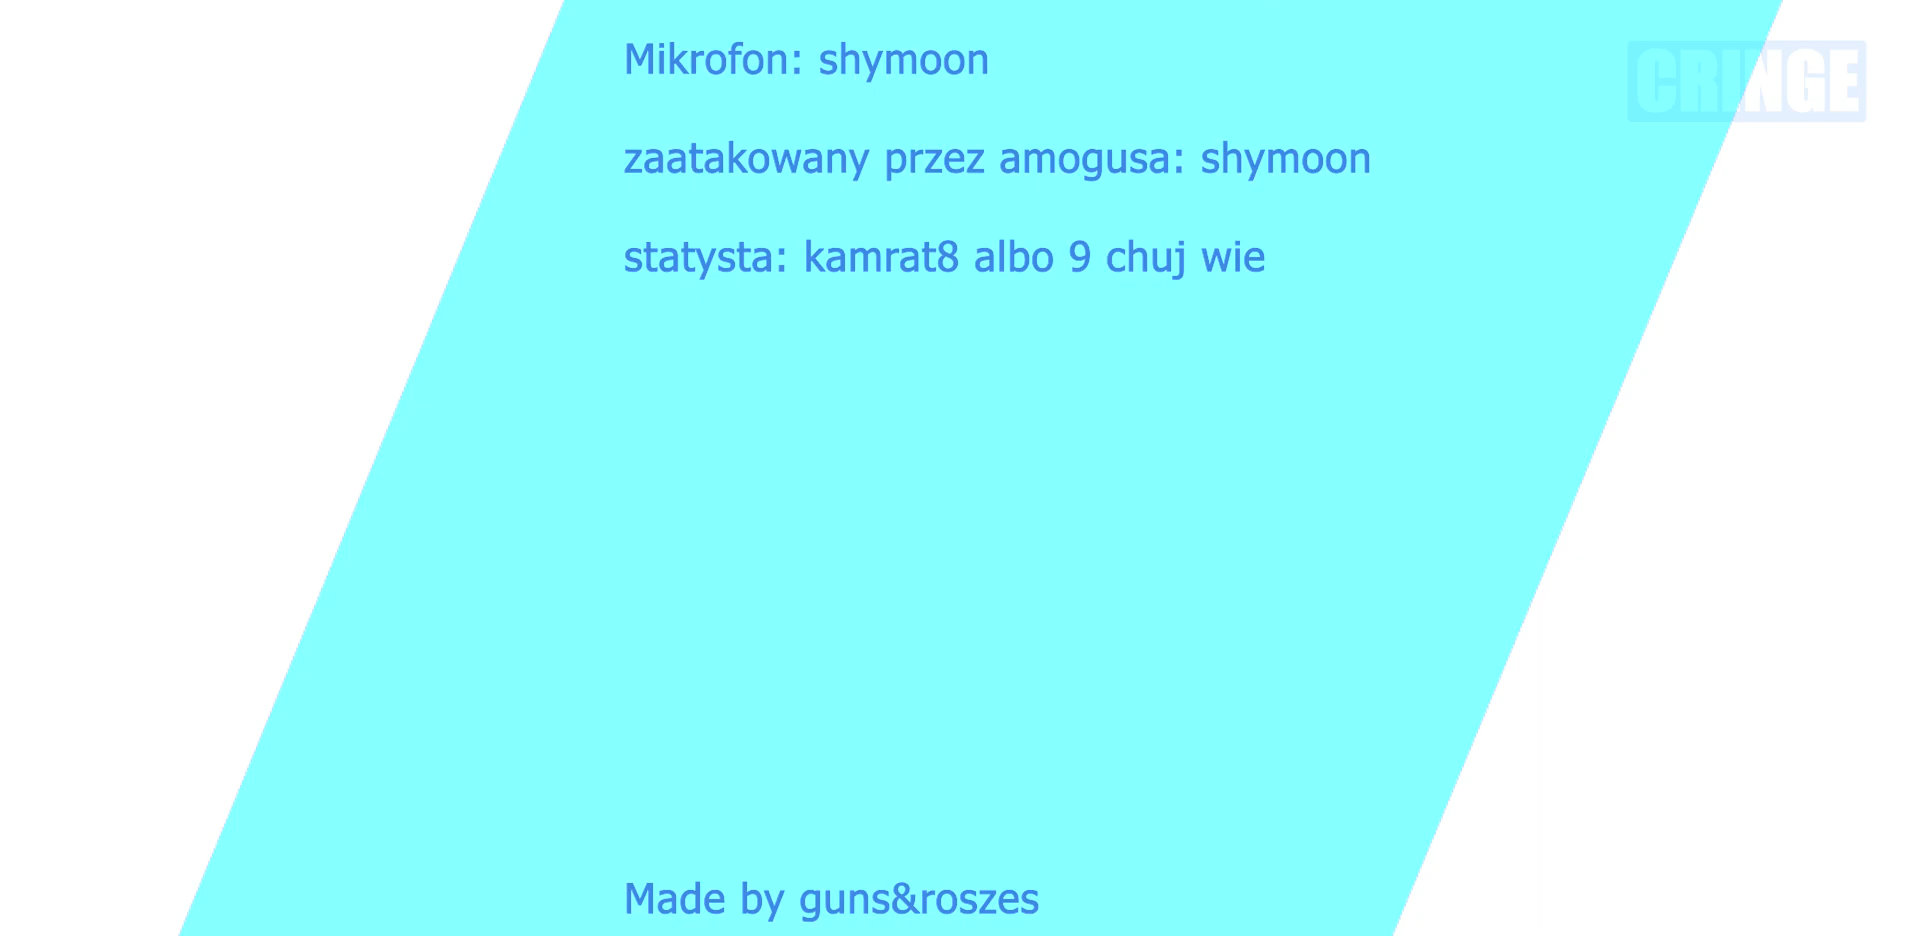 Mikrofon: shymoon
CRINGE
zaatakowany przez amogusa: shymoon
statysta: kamrat8 albo 9 chuj wie
Made by guns&roszes